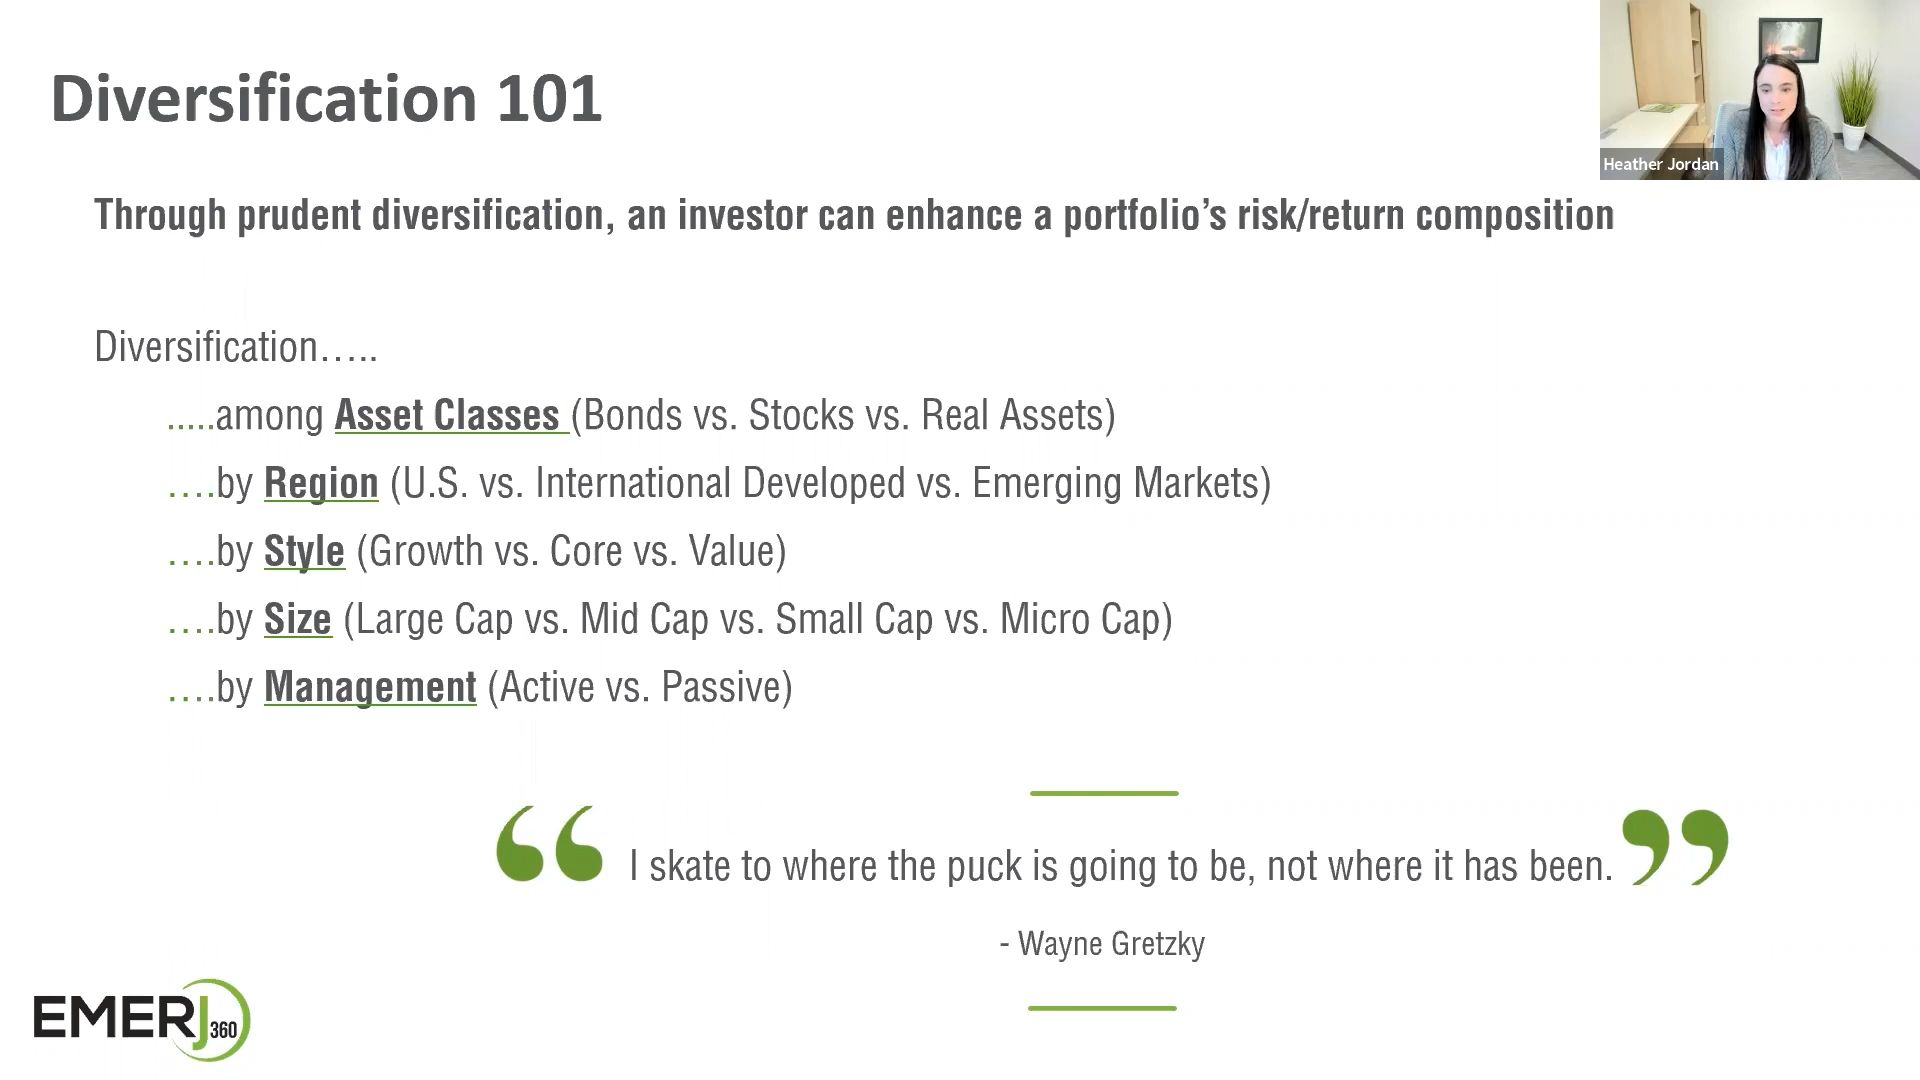 Diversification 101
Heather Jordan
Through prudent diversification, an investor can enhance a portfolio’s risk/return composition
Diversification…..
.....among Asset Classes (Bonds vs. Stocks vs. Real Assets)
….by Region (U.S. vs. International Developed vs. Emerging Markets)
….by Style (Growth vs. Core vs. Value)
….by Size (Large Cap vs. Mid Cap vs. Small Cap vs. Micro Cap)
….by Management (Active vs. Passive)
“ I skate to where the puck is going to be, not where it has been. ”
- Wayne Gretzky
EMERJ 360